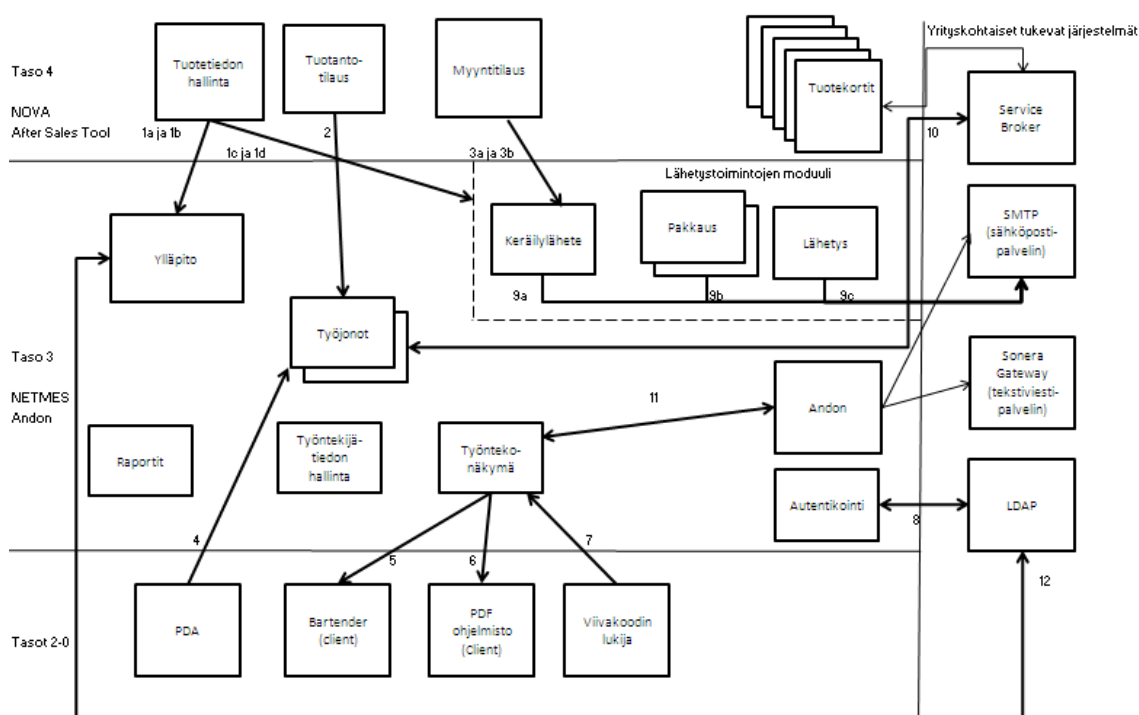 Yrityskohtaiset tukevat järjestelmät
Taso 4
NOVA
After Sales Tool
Tuotetiedon
hallinta
Tuotanto-
tilaus
Myyntitilaus
Tuotekortit
Service
Broker
1a ja 1b
1c ja 1d
2
3a ja 3b
10
Lähetystoimintojen moduuli
Ylläpito
Keräilylähete
Pakkaus
Lähetys
SMTP
(sähköposti-
palvelin)
9a
9b
9c
Taso 3
NETMES
Andon
Työjonot
Sonera
Gateway
(tekstiviesti-
palvelin)
11
Andon
Raportit
Työntekijä-
tiedon
hallinta
Työnteko-
näkymä
Autentikointi
8
LDAP
4
5
6
7
12
Tasot 2-0
PDA
Bartender
(client)
PDF
ohjelmisto
(Client)
Viivakoodin
lukija